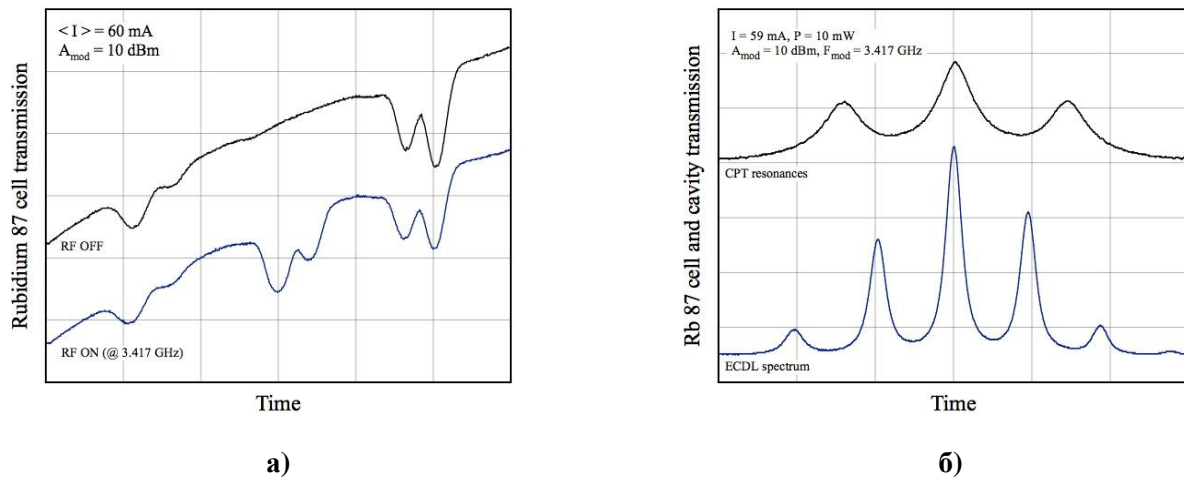 < I > = 60 mA
A_mod = 10 dBm
Rubidium 87 cell transmission
RF OFF
RF ON (@ 3.417 GHz)
Time
а)
I = 59 mA, P = 10 mW
A_mod = 10 dBm, F_mod = 3.417 GHz
Rb 87 cell and cavity transmission
CPT resonances
ECDL spectrum
Time
б)